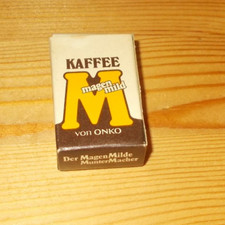 KAFFEE
M
magen
mild
von ONKO
Der MagenMilde
MunterMacher